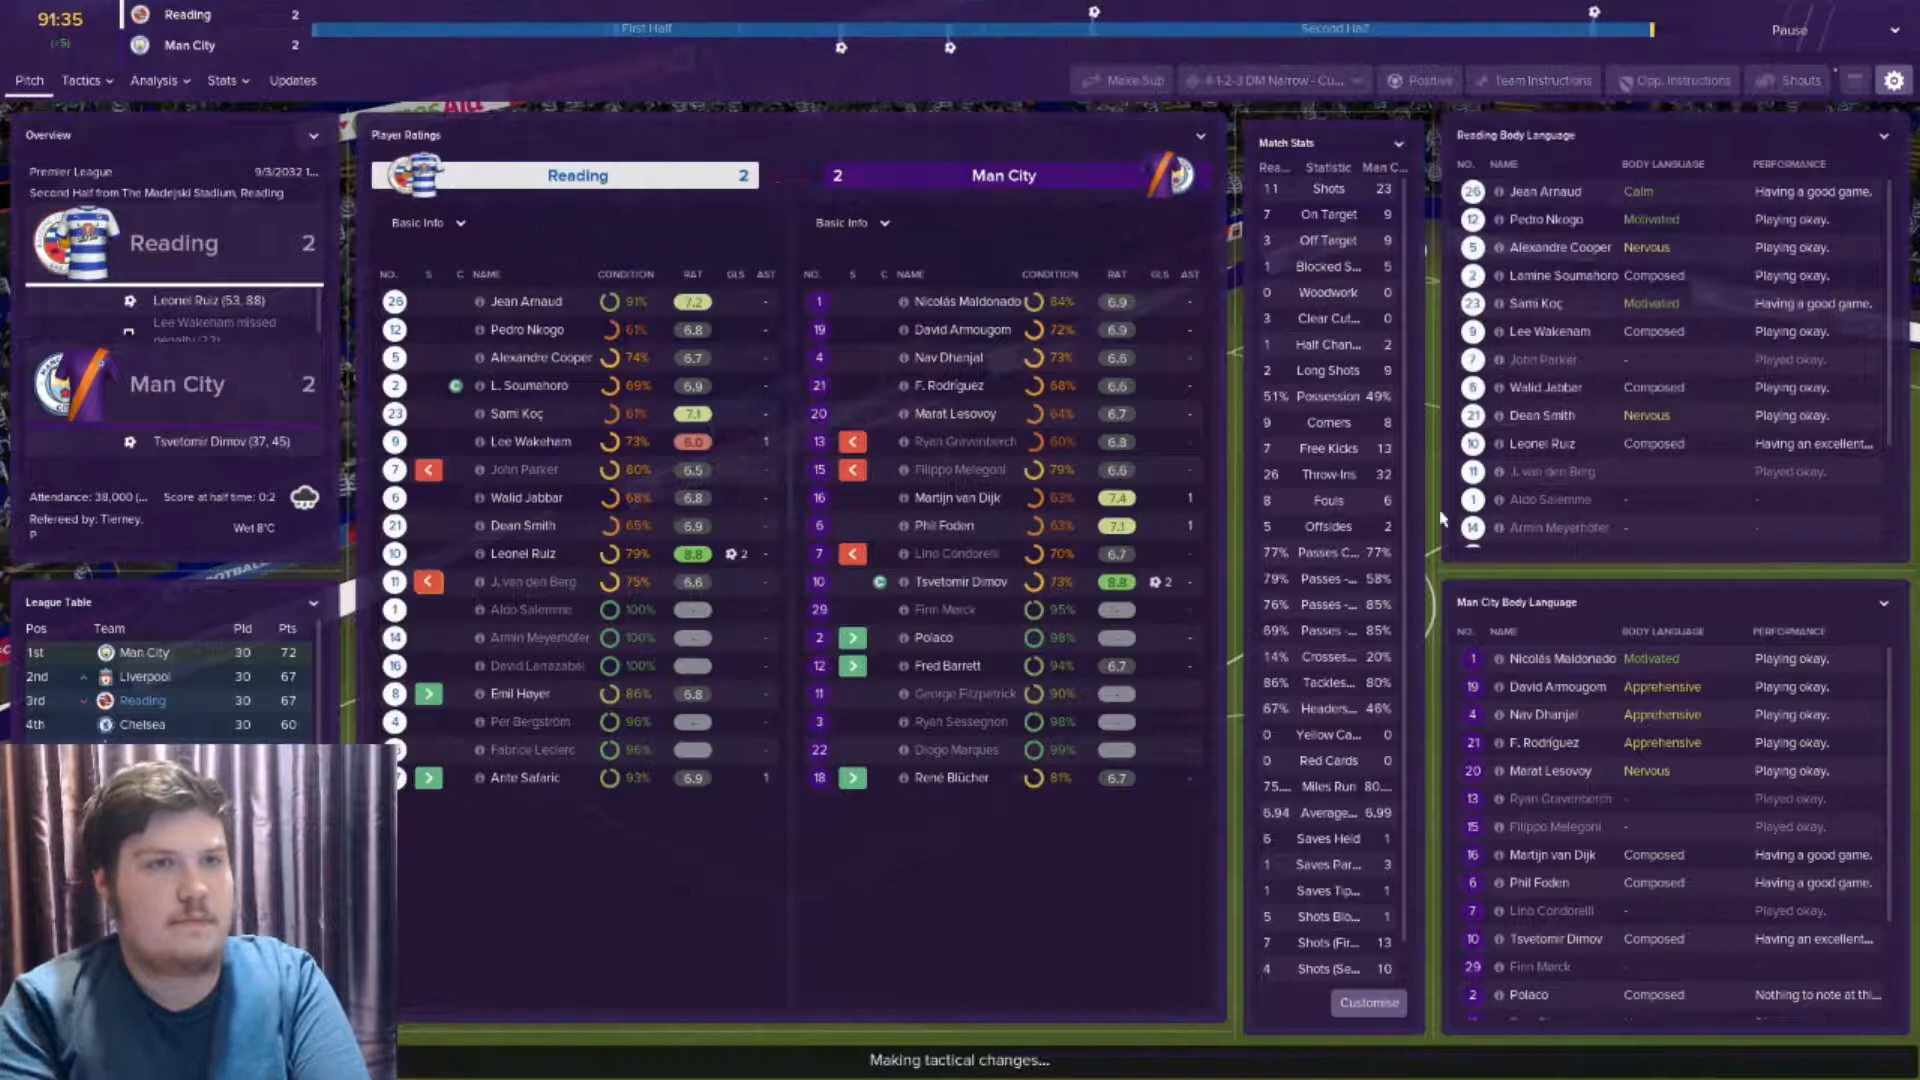 91:35
(+5)
Reading 2
Man City 2
First Half
Second Half
Pause
Pitch Tactics Analysis Stats Updates
Make Sub 4-1-2-3 DM Narrow - Cu... Positive Team Instructions Opp. Instructions Shouts
Overview
Premier League 9/3/2032 1...
Second Half from The Madejski Stadium, Reading
Reading 2
Leonel Ruiz (53, 88)
Lee Wakeham missed
Man City 2
Tsvetomir Dimov (37, 45)
Attendance: 38,000 (... Score at half time: 0:2
Refereed by: Tierney,
P
Wet 8°C
League Table
Pos Team Pld Pts
1st Man City 30 72
2nd Liverpool 30 67
3rd Reading 30 67
4th Chelsea 30 60
Player Ratings
Reading 2
2 Man City
Basic Info
Basic Info
NO. S C NAME CONDITION RAT GLS AST
26 Jean Arnaud 91% 7.2 -
12 Pedro Nkogo 61% 6.8 -
5 Alexandre Cooper 74% 6.7 -
2 C L. Soumahoro 69% 6.9 -
23 Sami Koç 61% 7.1 -
9 Lee Wakeham 73% 6.0 1
7 John Parker 80% 6.5 -
6 Walid Jabbar 68% 6.8 -
21 Dean Smith 65% 6.9 -
10 Leonel Ruiz 79% 8.8 2 -
11 J. van den Berg 75% 6.6 -
1 Aldo Salemme 100% - -
14 Armin Meyerhöfer 100% - -
16 David Larrazabal 100% - -
8 Emil Høyer 86% 6.8 -
4 Per Bergström 96% - -
Fabrice Leclerc 96% - -
Ante Safaric 93% 6.9 1
NO. S C NAME CONDITION RAT GLS AST
1 Nicolás Maldonado 84% 6.9 -
19 David Armougom 72% 6.9 -
4 Nav Dhanjal 73% 6.6 -
21 F. Rodríguez 68% 6.6 -
20 Marat Lesovoy 64% 6.7 -
13 Ryan Gravenberch 60% 6.8 -
15 Filippo Melegoni 79% 6.6 -
16 Martijn van Dijk 63% 7.4 1
6 Phil Foden 63% 7.1 1
7 Lino Condorelli 70% 6.7 -
10 C Tsvetomir Dimov 73% 8.8 2 -
29 Finn Mørck 95% - -
2 Polaco 98% - -
12 Fred Barrett 94% 6.7 -
11 George Fitzpatrick 90% - -
3 Ryan Sessegnon 98% - -
22 Diogo Marques 99% - -
18 René Blücher 81% 6.7 -
Match Stats
Rea... Statistic Man C...
11 Shots 23
7 On Target 9
3 Off Target 9
1 Blocked S... 5
0 Woodwork 0
3 Clear Cut... 0
1 Half Chan... 2
2 Long Shots 9
51% Possession 49%
9 Corners 8
7 Free Kicks 13
26 Throw-Ins 32
8 Fouls 6
5 Offsides 2
77% Passes C... 77%
79% Passes -... 58%
76% Passes -... 85%
69% Passes -... 85%
14% Crosses... 20%
86% Tackles... 80%
67% Headers... 46%
0 Yellow Ca... 0
0 Red Cards 0
75.... Miles Run 80....
6.94 Average... 6.99
6 Saves Held 1
1 Saves Par... 3
1 Saves Tip... 1
5 Shots Blo... 1
7 Shots (Fir... 13
4 Shots (Se... 10
Customise
Reading Body Language
NO. NAME BODY LANGUAGE PERFORMANCE
26 Jean Arnaud Calm Having a good game.
12 Pedro Nkogo Motivated Playing okay.
5 Alexandre Cooper Nervous Playing okay.
2 Lamine Soumahoro Composed Playing okay.
23 Sami Koç Motivated Having a good game.
9 Lee Wakeham Composed Playing okay.
7 John Parker - Played okay.
6 Walid Jabbar Composed Playing okay.
21 Dean Smith Nervous Playing okay.
10 Leonel Ruiz Composed Having an excellent...
11 J. van den Berg Played okay.
1 Aldo Salemme - -
14 Armin Meyerhöfer - -
Man City Body Language
NO. NAME BODY LANGUAGE PERFORMANCE
1 Nicolás Maldonado Motivated Playing okay.
19 David Armougom Apprehensive Playing okay.
4 Nav Dhanjal Apprehensive Playing okay.
21 F. Rodríguez Apprehensive Playing okay.
20 Marat Lesovoy Nervous Playing okay.
13 Ryan Gravenberch - Played okay.
15 Filippo Melegoni - Played okay.
16 Martijn van Dijk Composed Having a good game.
6 Phil Foden Composed Having a good game.
7 Lino Condorelli - Played okay.
10 Tsvetomir Dimov Composed Having an excellent...
29 Finn Mørck - -
2 Polaco Composed Nothing to note at thi...
Making tactical changes...